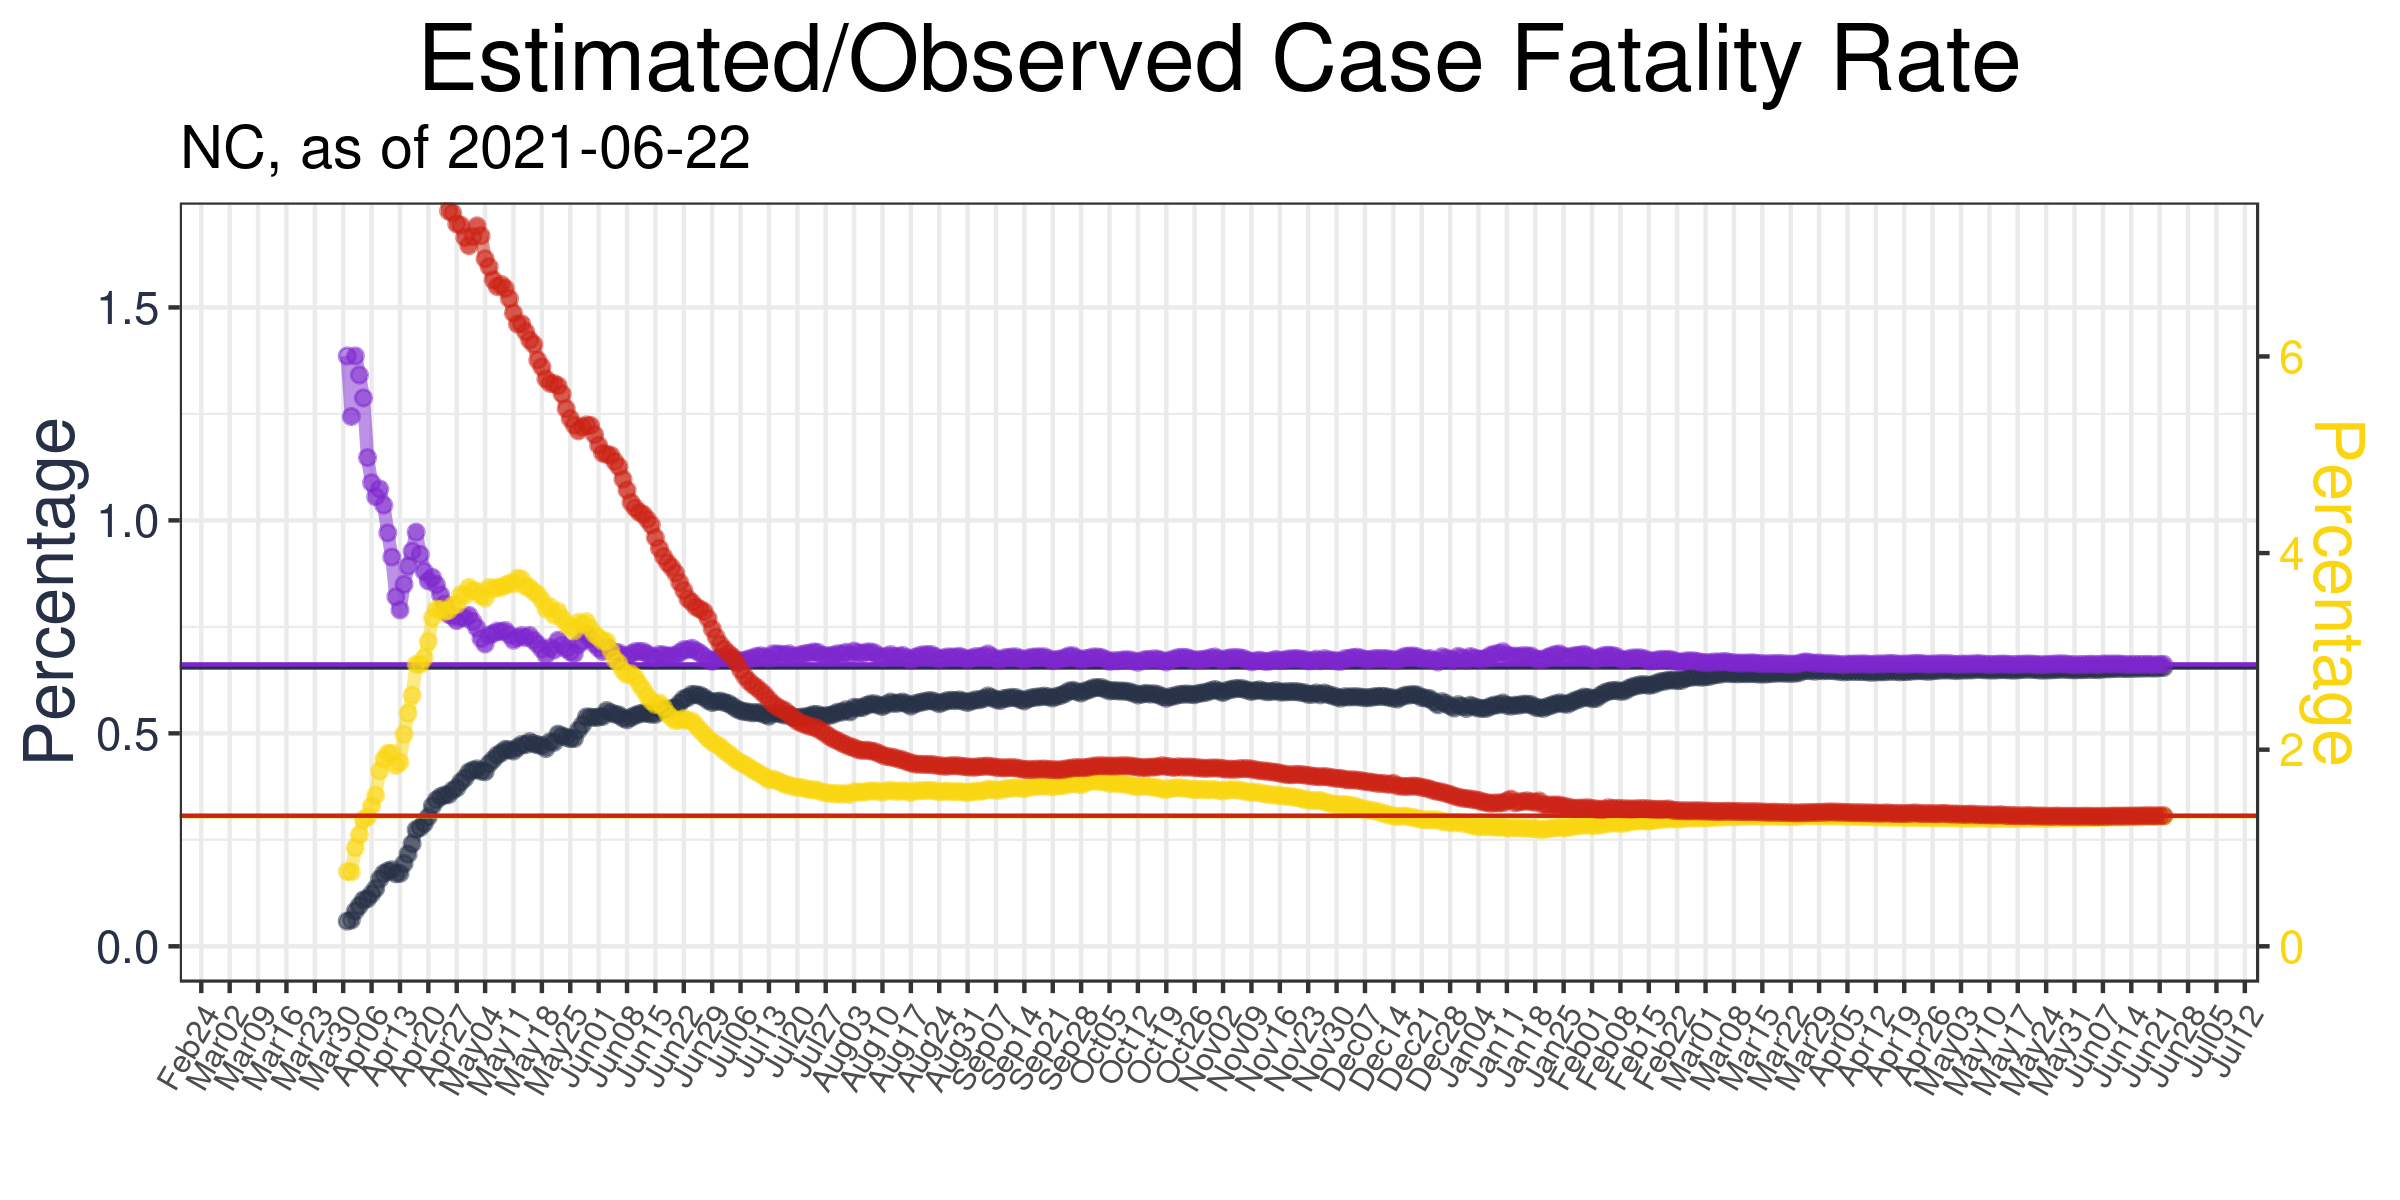 Estimated/Observed Case Fatality Rate
NC, as of 2021-06-22
Percentage
1.5
1.0
0.5
0.0
6
4
2
0
Percentage
Feb24
Mar02
Mar09
Mar16
Mar23
Mar30
Apr06
Apr13
Apr20
Apr27
May04
May11
May18
May25
Jun01
Jun08
Jun15
Jun22
Jun29
Jul06
Jul13
Jul20
Jul27
Aug03
Aug10
Aug17
Aug24
Aug31
Sep07
Sep14
Sep21
Sep28
Oct05
Oct12
Oct19
Oct26
Nov02
Nov09
Nov16
Nov23
Nov30
Dec07
Dec14
Dec21
Dec28
Jan04
Jan11
Jan18
Jan25
Feb01
Feb08
Feb15
Feb22
Mar01
Mar08
Mar15
Mar22
Mar29
Apr05
Apr12
Apr19
Apr26
May03
May10
May17
May24
May31
Jun07
Jun14
Jun21
Jun28
Jul05
Jul12